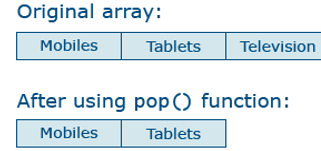 Original array:
Mobiles Tablets Television
After using pop() function:
Mobiles Tablets